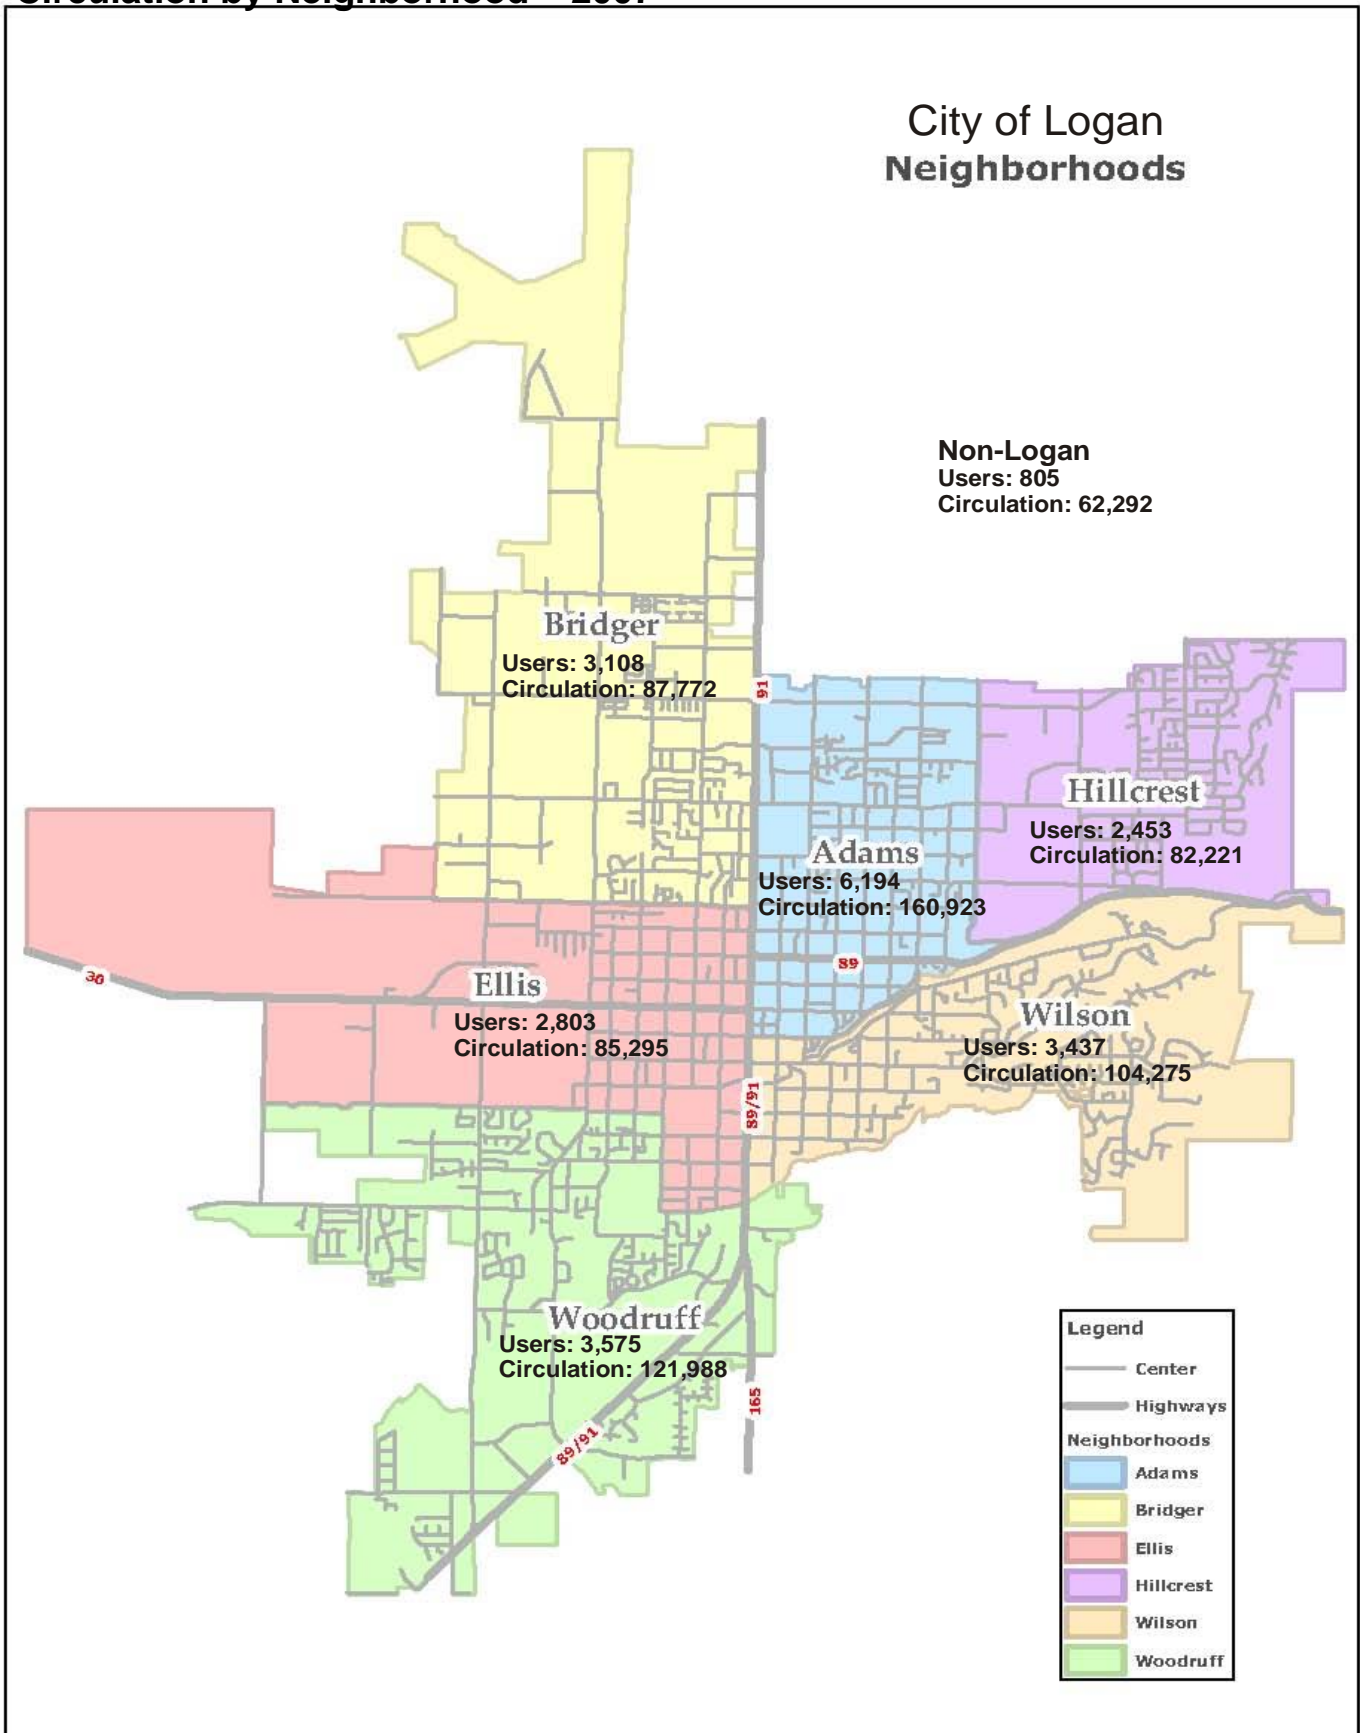 Circulation by Neighborhood – 2007
City of Logan
Neighborhoods
Non-Logan
Users: 805
Circulation: 62,292
Bridger
Users: 3,108
Circulation: 87,772
91
Hillcrest
Users: 2,453
Circulation: 82,221
Adams
Users: 6,194
Circulation: 160,923
89
30
Ellis
Users: 2,803
Circulation: 85,295
Wilson
Users: 3,437
Circulation: 104,275
89/91
Woodruff
Users: 3,575
Circulation: 121,988
165
89/91
Legend
Center
Highways
Neighborhoods
Adams
Bridger
Ellis
Hillcrest
Wilson
Woodruff